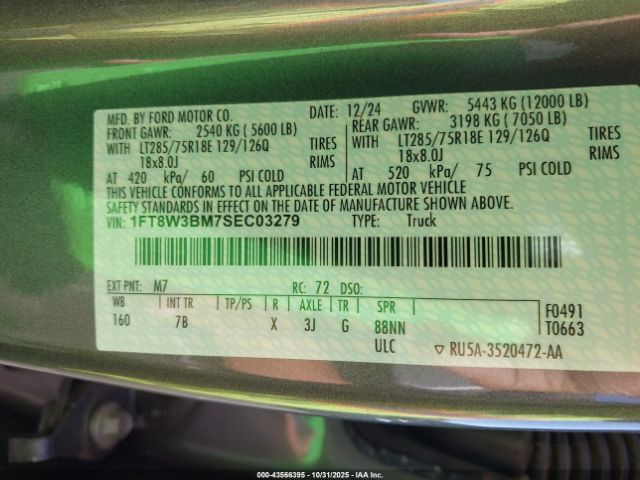 MFD. BY FORD MOTOR CO. DATE: 12/24 GVWR: 5443 KG (12000 LB)
FRONT GAWR: 2540 KG (5600 LB) REAR GAWR: 3198 KG (7050 LB)
WITH LT285/75R18E 129/126Q TIRES WITH LT285/75R18E 129/126Q TIRES
18x8.0J RIMS 18x8.0J RIMS
AT 420 kPa/ 60 PSI COLD AT 520 kPa/ 75 PSI COLD
THIS VEHICLE CONFORMS TO ALL APPLICABLE FEDERAL MOTOR VEHICLE
SAFETY STANDARDS IN EFFECT ON THE DATE OF MANUFACTURE SHOWN ABOVE.
VIN: 1FT8W3BM7SEC03279 TYPE: Truck
EXT PNT: M7 RC: 72 DSO:
WB INT TR TP/PS R AXLE TR SPR F0491
160 7B X 3J G 88NN T0663
ULC ▽ RU5A-3520472-AA
000-43566395 - 10/31/2025 - IAA Inc.